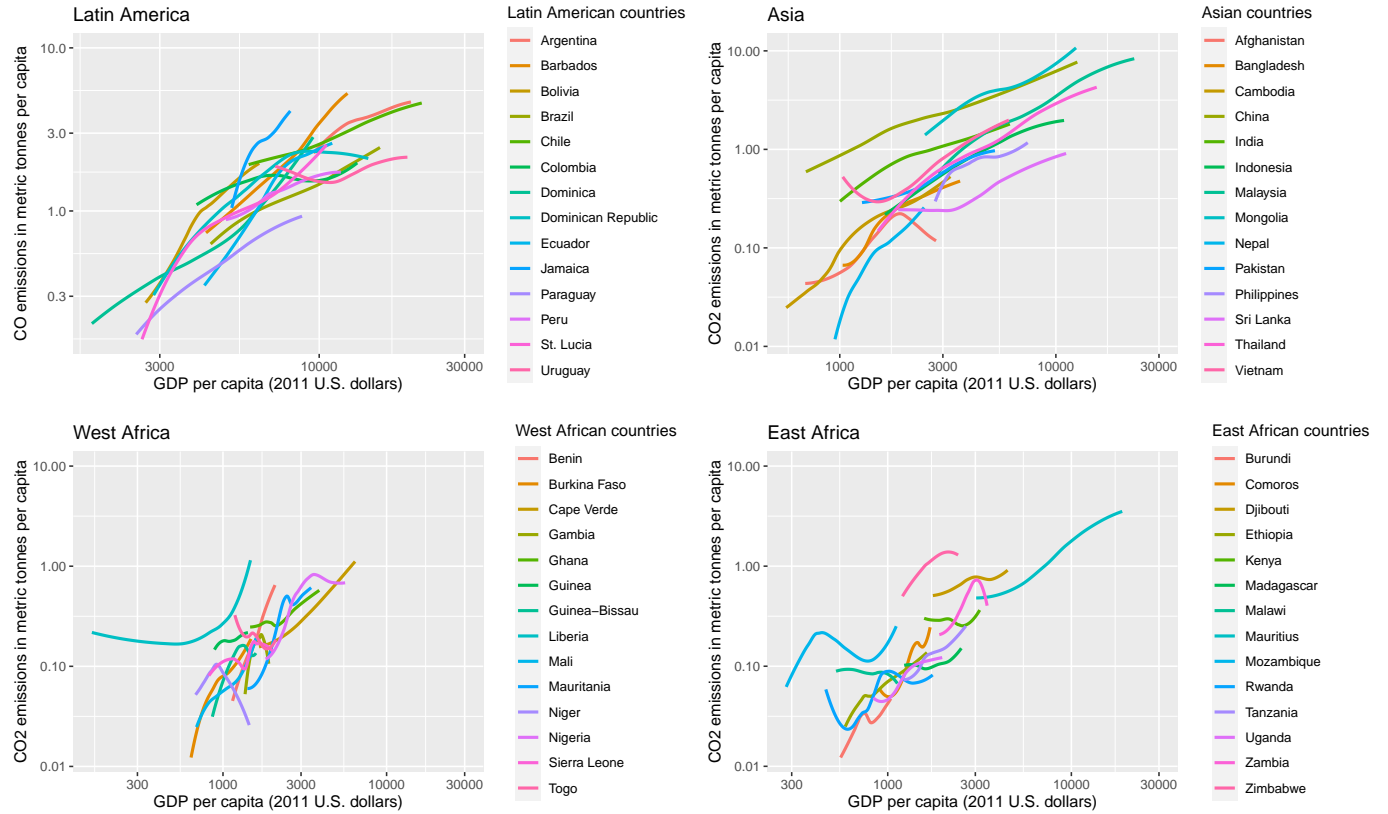 Latin America
CO emissions in metric tonnes per capita
10.0
3.0
1.0
0.3
3000
10000
30000
GDP per capita (2011 U.S. dollars)
Latin American countries
Argentina
Barbados
Bolivia
Brazil
Chile
Colombia
Dominica
Dominican Republic
Ecuador
Jamaica
Paraguay
Peru
St. Lucia
Uruguay
Asia
CO2 emissions in metric tonnes per capita
10.00
1.00
0.10
0.01
1000
3000
10000
30000
GDP per capita (2011 U.S. dollars)
Asian countries
Afghanistan
Bangladesh
Cambodia
China
India
Indonesia
Malaysia
Mongolia
Nepal
Pakistan
Philippines
Sri Lanka
Thailand
Vietnam
West Africa
CO2 emissions in metric tonnes per capita
10.00
1.00
0.10
0.01
300
1000
3000
10000
30000
GDP per capita (2011 U.S. dollars)
West African countries
Benin
Burkina Faso
Cape Verde
Gambia
Ghana
Guinea
Guinea−Bissau
Liberia
Mali
Mauritania
Niger
Nigeria
Sierra Leone
Togo
East Africa
CO2 emissions in metric tonnes per capita
10.00
1.00
0.10
0.01
300
1000
3000
10000
30000
GDP per capita (2011 U.S. dollars)
East African countries
Burundi
Comoros
Djibouti
Ethiopia
Kenya
Madagascar
Malawi
Mauritius
Mozambique
Rwanda
Tanzania
Uganda
Zambia
Zimbabwe